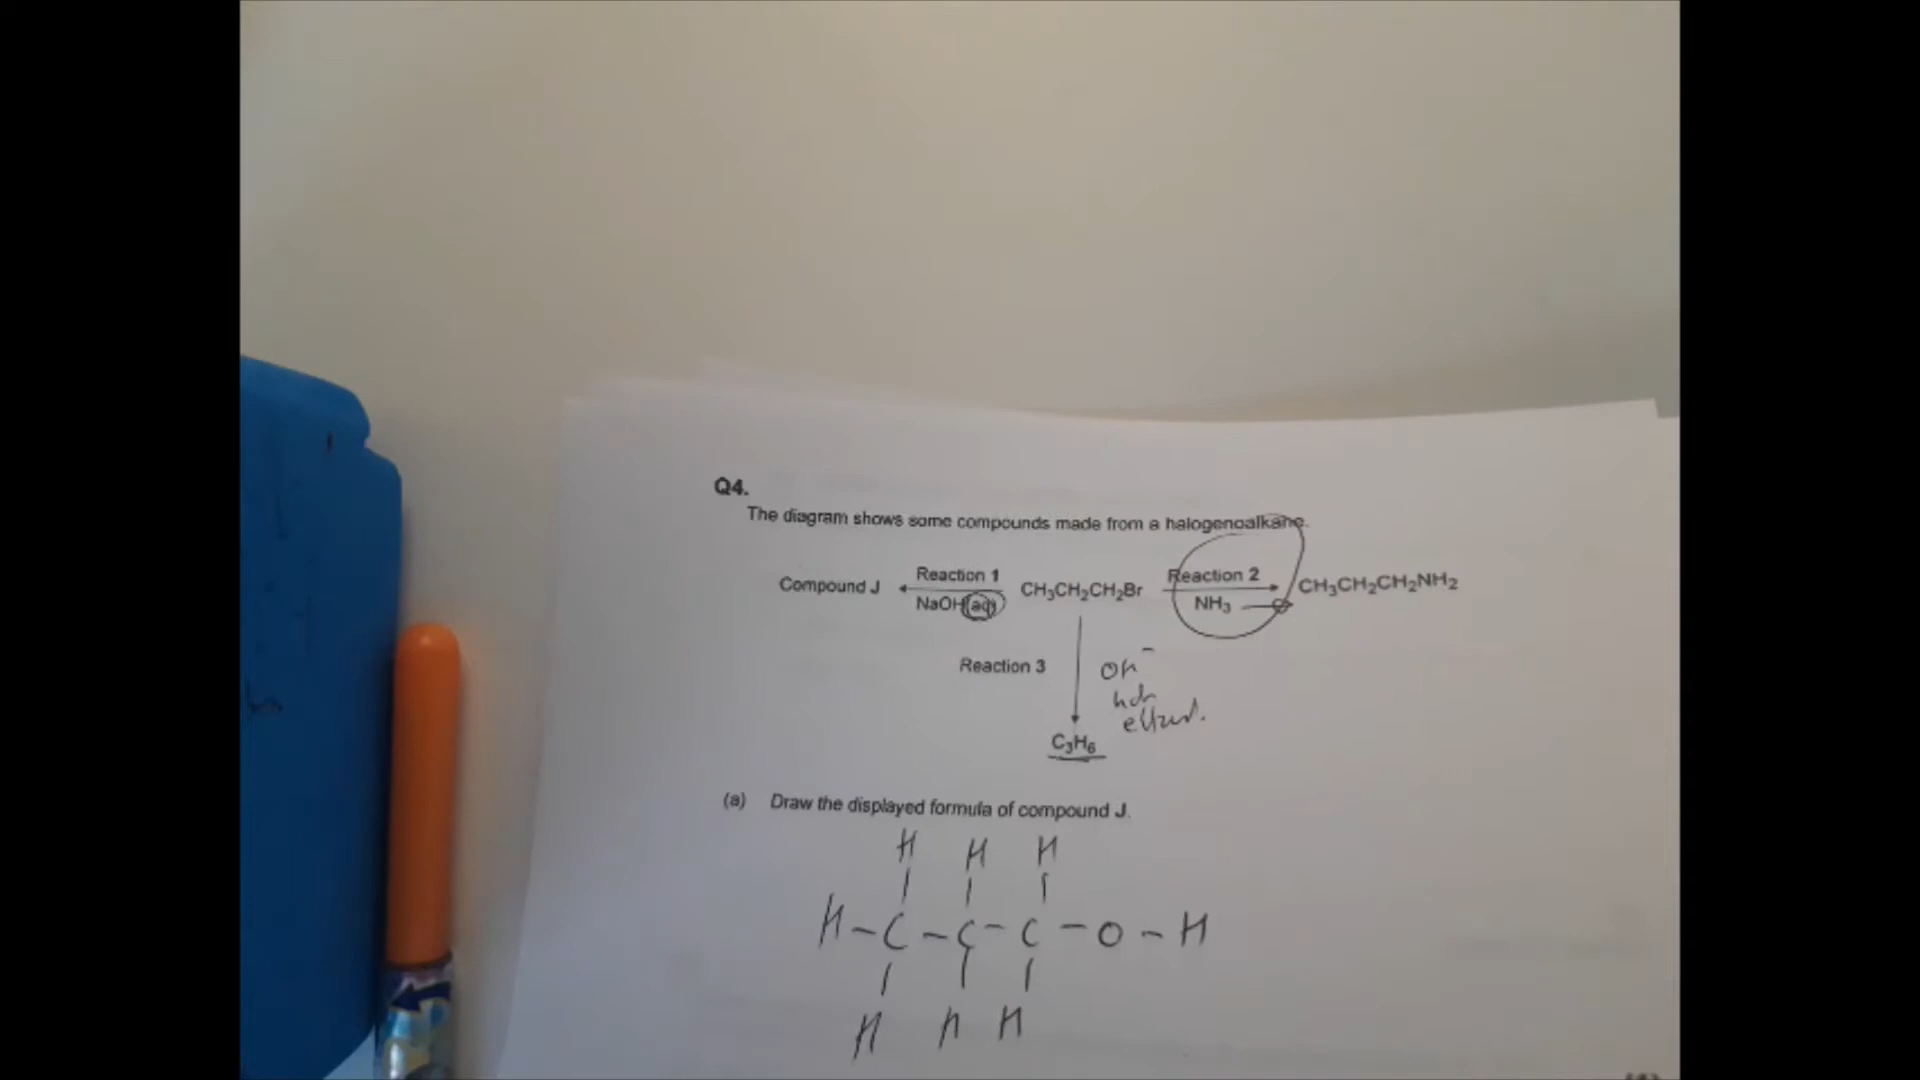 Q4.
The diagram shows some compounds made from a halogenoalkane.
Compound J Reaction 1 NaOH(aq) CH₃CH₂CH₂Br Reaction 2 NH₃ CH₃CH₂CH₂NH₂
Reaction 3 OH⁻
C₃H₆
(a) Draw the displayed formula of compound J.
H H H
H-C-C-C-O-H
H H H